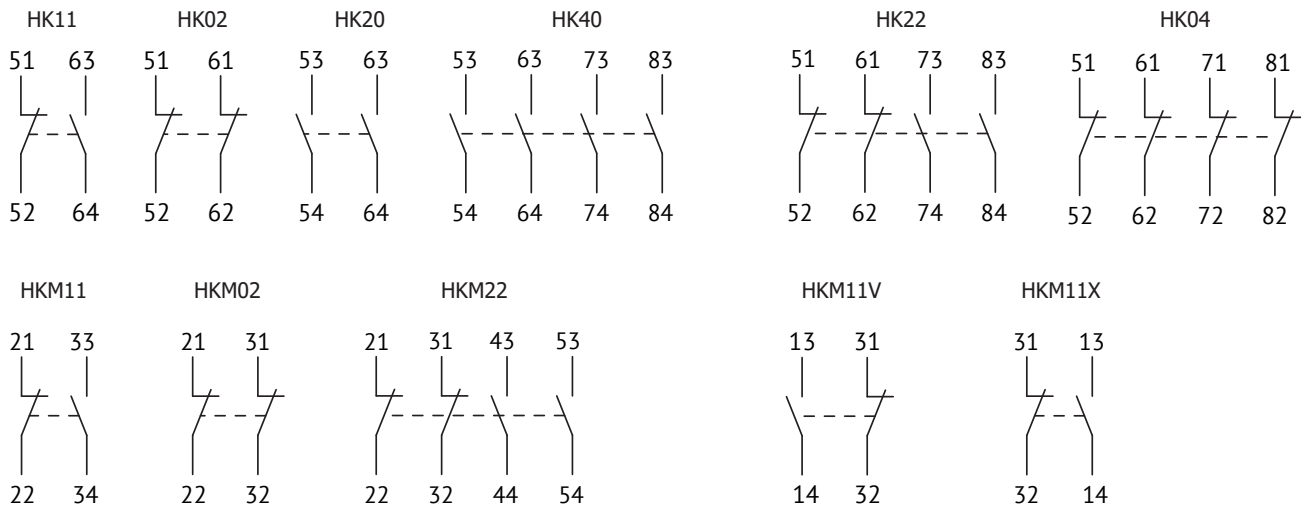 HK11 HK02 HK20 HK40 HK22 HK04
51 63 51 61 53 63 53 63 73 83 51 61 73 83 51 61 71 81
52 64 52 62 54 64 54 64 74 84 52 62 74 84 52 62 72 82
HKM11 HKM02 HKM22 HKM11V HKM11X
21 33 21 31 21 31 43 53 13 31 31 13
22 34 22 32 22 32 44 54 14 32 32 14